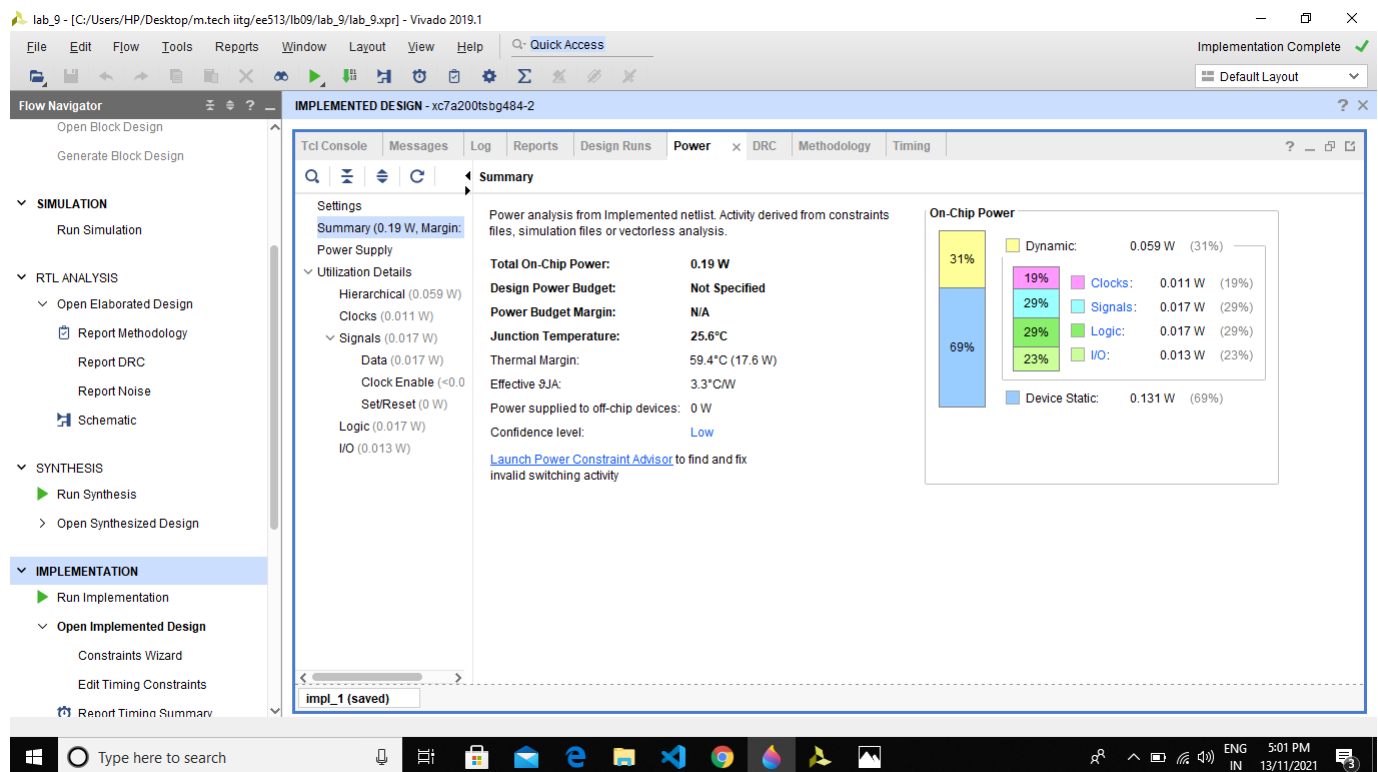 lab_9 - [C:/Users/HP/Desktop/m.tech iitg/ee513/lb09/lab_9/lab_9.xpr] - Vivado 2019.1
File Edit Flow Tools Reports Window Layout View Help Quick Access
Implementation Complete
Default Layout
Flow Navigator
IMPLEMENTED DESIGN - xc7a200tsbg484-2
Open Block Design
Generate Block Design
SIMULATION
Run Simulation
RTL ANALYSIS
Open Elaborated Design
Report Methodology
Report DRC
Report Noise
Schematic
SYNTHESIS
Run Synthesis
Open Synthesized Design
IMPLEMENTATION
Run Implementation
Open Implemented Design
Constraints Wizard
Edit Timing Constraints
Report Timing Summary
Tcl Console Messages Log Reports Design Runs Power DRC Methodology Timing
Summary
Settings
Summary (0.19 W, Margin:
Power Supply
Utilization Details
Hierarchical (0.059 W)
Clocks (0.011 W)
Signals (0.017 W)
Data (0.017 W)
Clock Enable (<0.0
Set/Reset (0 W)
Logic (0.017 W)
I/O (0.013 W)
Power analysis from Implemented netlist. Activity derived from constraints
files, simulation files or vectorless analysis.
Total On-Chip Power: 0.19 W
Design Power Budget: Not Specified
Power Budget Margin: N/A
Junction Temperature: 25.6°C
Thermal Margin: 59.4°C (17.6 W)
Effective ϑJA: 3.3°C/W
Power supplied to off-chip devices: 0 W
Confidence level: Low
Launch Power Constraint Advisor to find and fix
invalid switching activity
On-Chip Power
31%
69%
Dynamic: 0.059 W (31%)
19% Clocks: 0.011 W (19%)
29% Signals: 0.017 W (29%)
29% Logic: 0.017 W (29%)
23% I/O: 0.013 W (23%)
Device Static: 0.131 W (69%)
impl_1 (saved)
Type here to search
ENG
IN
5:01 PM
13/11/2021
3